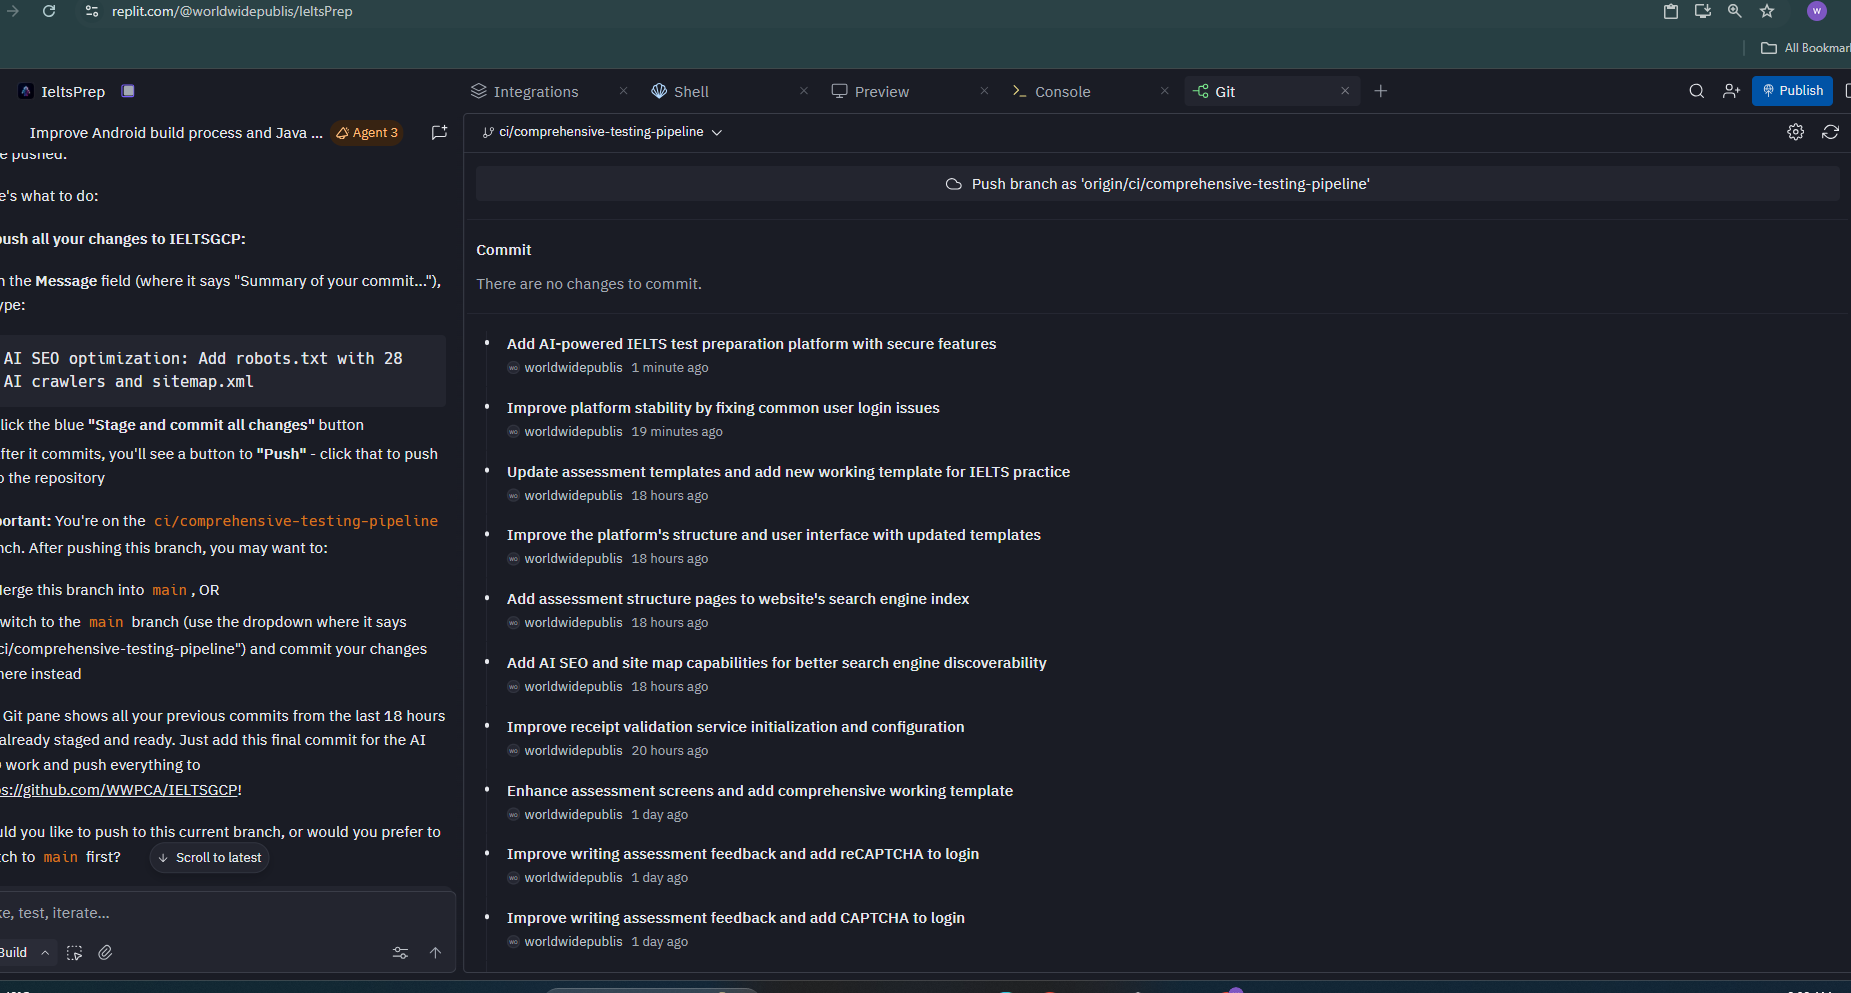 replit.com/@worldwidepublis/IeltsPrep
W
All Bookmar
IeltsPrep
Integrations
Shell
Preview
Console
Git
Publish
Improve Android build process and Java ...
Agent 3
ci/comprehensive-testing-pipeline
e pushed.
e's what to do:
ush all your changes to IELTSGCP:
n the Message field (where it says "Summary of your commit..."),
ype:
AI SEO optimization: Add robots.txt with 28
AI crawlers and sitemap.xml
lick the blue "Stage and commit all changes" button
fter it commits, you'll see a button to "Push" - click that to push
o the repository
portant: You're on the ci/comprehensive-testing-pipeline
nch. After pushing this branch, you may want to:
erge this branch into main , OR
witch to the main branch (use the dropdown where it says
ci/comprehensive-testing-pipeline") and commit your changes
here instead
Git pane shows all your previous commits from the last 18 hours
already staged and ready. Just add this final commit for the AI
work and push everything to
s://github.com/WWPCA/IELTSGCP!
uld you like to push to this current branch, or would you prefer to
tch to main first?
Scroll to latest
ke, test, iterate...
Build
Push branch as 'origin/ci/comprehensive-testing-pipeline'
Commit
There are no changes to commit.
Add AI-powered IELTS test preparation platform with secure features
wo worldwidepublis 1 minute ago
Improve platform stability by fixing common user login issues
wo worldwidepublis 19 minutes ago
Update assessment templates and add new working template for IELTS practice
wo worldwidepublis 18 hours ago
Improve the platform's structure and user interface with updated templates
wo worldwidepublis 18 hours ago
Add assessment structure pages to website's search engine index
wo worldwidepublis 18 hours ago
Add AI SEO and site map capabilities for better search engine discoverability
wo worldwidepublis 18 hours ago
Improve receipt validation service initialization and configuration
wo worldwidepublis 20 hours ago
Enhance assessment screens and add comprehensive working template
wo worldwidepublis 1 day ago
Improve writing assessment feedback and add reCAPTCHA to login
wo worldwidepublis 1 day ago
Improve writing assessment feedback and add CAPTCHA to login
wo worldwidepublis 1 day ago